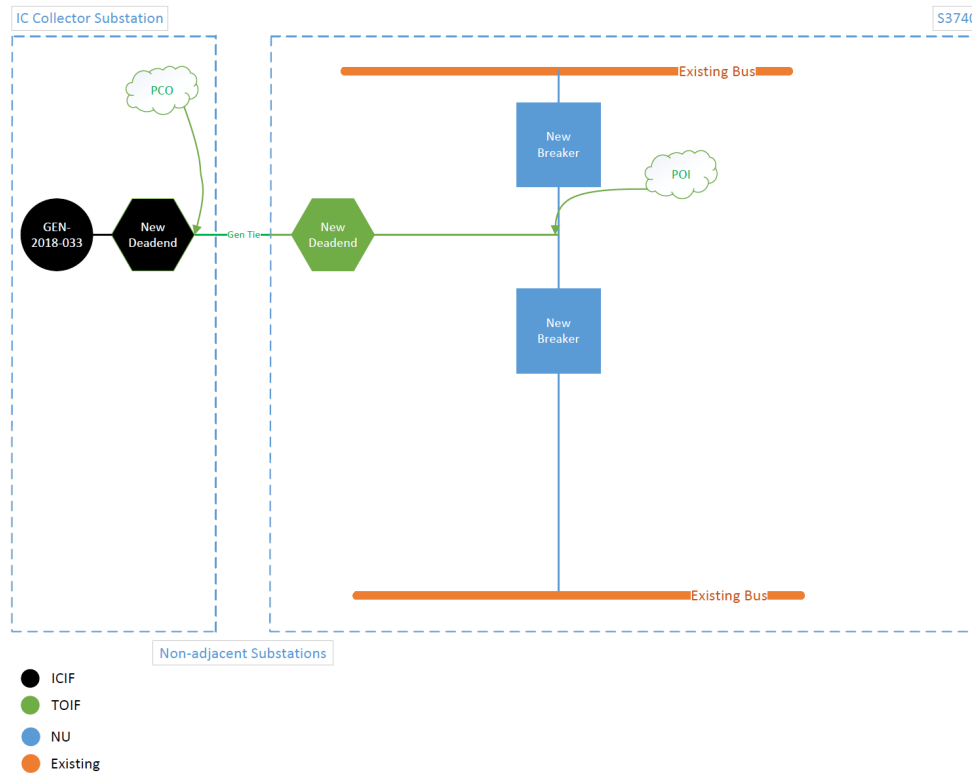 IC Collector Substation
S3740
Existing Bus
PCO
New
Breaker
POI
GEN-
2018-033
New
Deadend
Gen Tie
New
Deadend
New
Breaker
Existing Bus
Non-adjacent Substations
ICIF
TOIF
NU
Existing